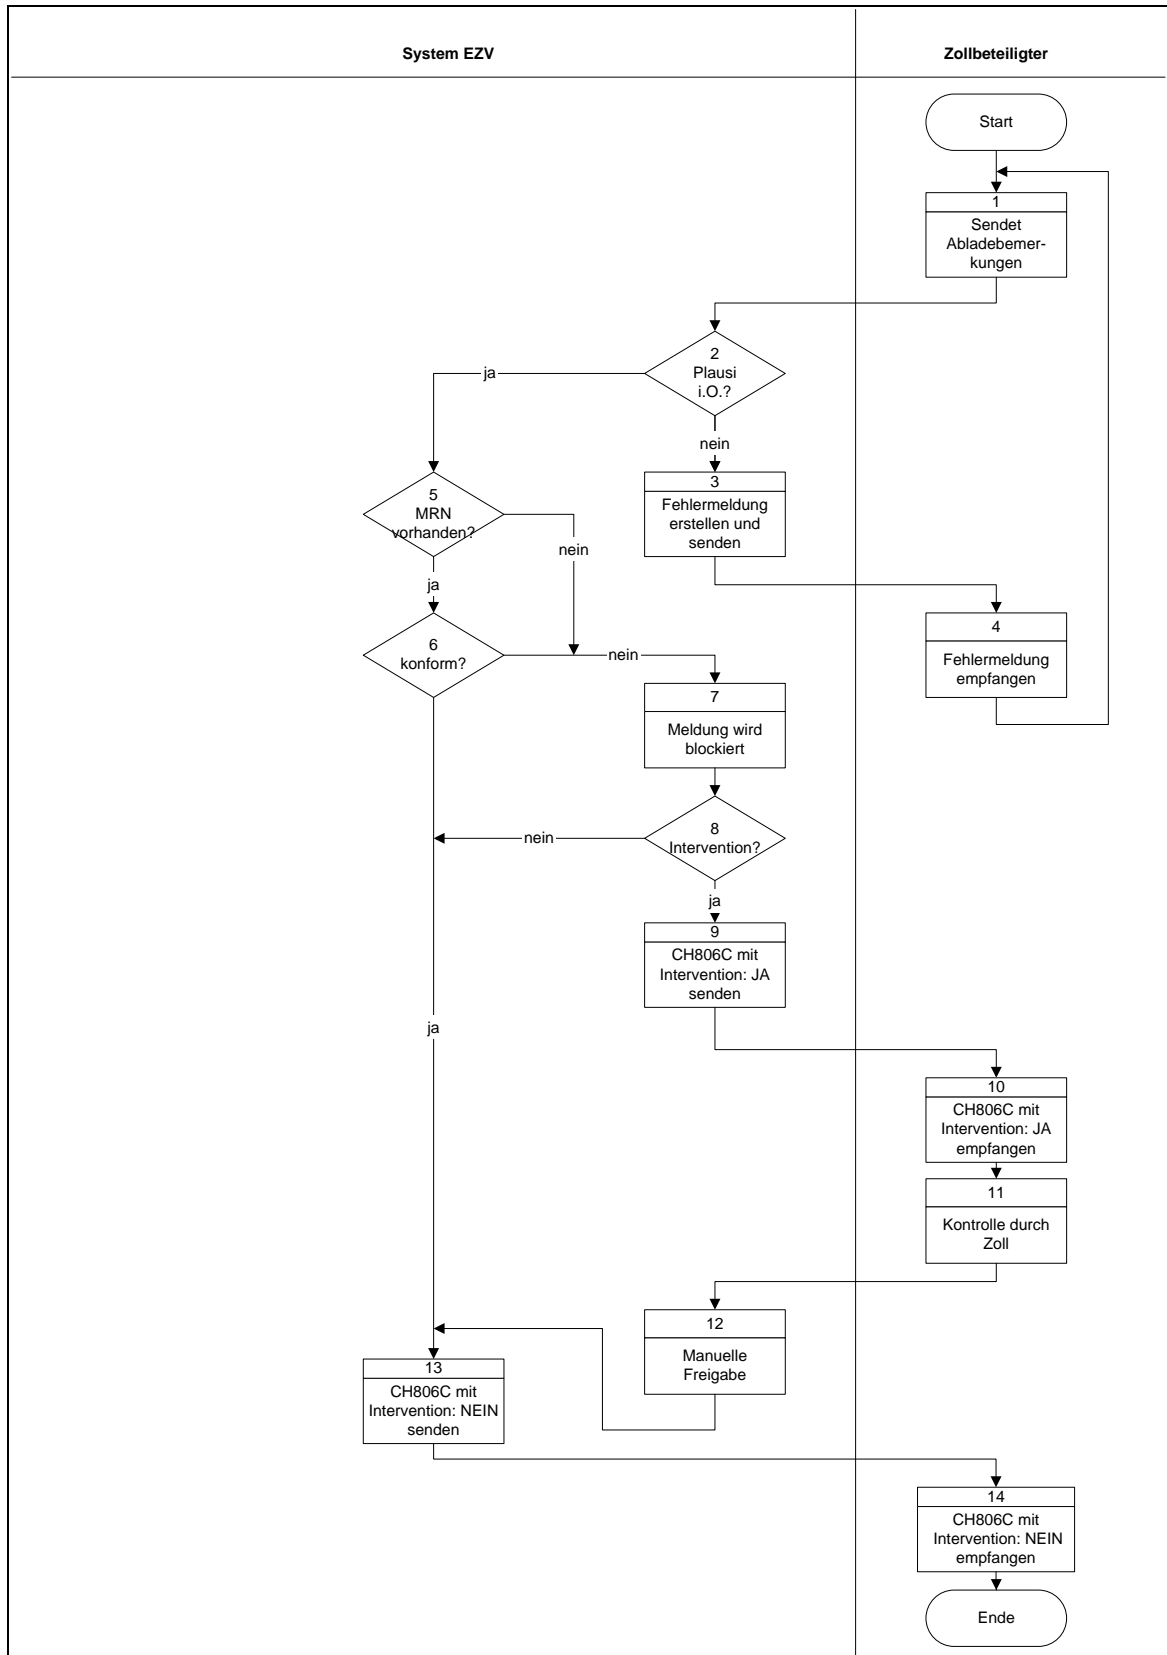 System EZV
Zollbeteiligter
Start
1
Sendet
Abladebemer-
kungen
2
Plausi
i.O.?
ja
nein
3
Fehlermeldung
erstellen und
senden
5
MRN
vorhanden?
nein
ja
4
Fehlermeldung
empfangen
6
konform?
nein
7
Meldung wird
blockiert
8
Intervention?
nein
ja
9
CH806C mit
Intervention: JA
senden
ja
10
CH806C mit
Intervention: JA
empfangen
11
Kontrolle durch
Zoll
12
Manuelle
Freigabe
13
CH806C mit
Intervention: NEIN
senden
14
CH806C mit
Intervention: NEIN
empfangen
Ende